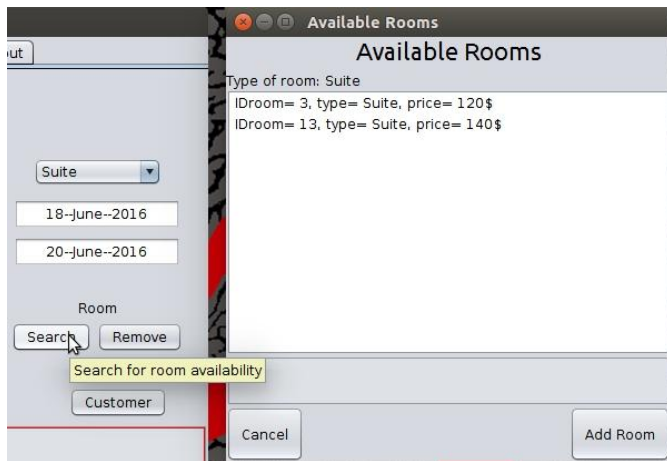 Available Rooms
Available Rooms
Type of room: Suite
IDroom= 3, type= Suite, price= 120$
IDroom= 13, type= Suite, price= 140$
Cancel
Add Room
ut
Suite
18--June--2016
20--June--2016
Room
Search
Remove
Search for room availability
Customer